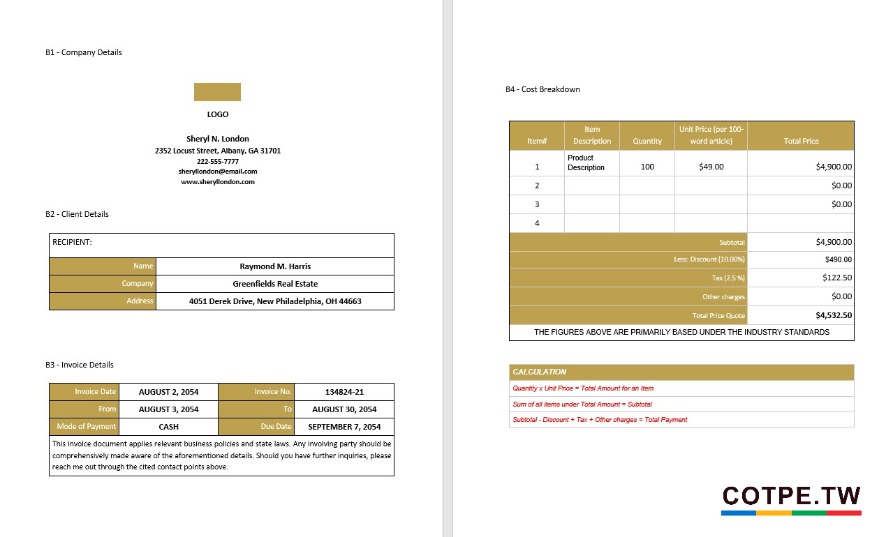 B1 - Company Details
LOGO
Sheryl N. London
2352 Locust Street, Albany, GA 31701
222-555-7777
sheryllondon@email.com
www.sheryllondon.com
B2 - Client Details
RECIPIENT:
Name Raymond M. Harris
Company Greenfields Real Estate
Address 4051 Derek Drive, New Philadelphia, OH 44663
B3 - Invoice Details
Invoice Date AUGUST 2, 2054 Invoice No. 134824-21
From AUGUST 3, 2054 To AUGUST 30, 2054
Mode of Payment CASH Due Date SEPTEMBER 7, 2054
This invoice document applies relevant business policies and state laws. Any involving party should be
comprehensively made aware of the aforementioned details. Should you have further inquiries, please
reach me out through the cited contact points above.
B4 - Cost Breakdown
Item# Item Description Quantity Unit Price (per 100-word article) Total Price
1 Product Description 100 $49.00 $4,900.00
2 $0.00
3 $0.00
4
Subtotal $4,900.00
Less: Discount (10.00%) $490.00
Tax (2.5 %) $122.50
Other charges $0.00
Total Price Quote $4,532.50
THE FIGURES ABOVE ARE PRIMARILY BASED UNDER THE INDUSTRY STANDARDS
CALCULATION
Quantity x Unit Price = Total Amount for an item
Sum of all items under Total Amount = Subtotal
Subtotal - Discount + Tax + Other charges = Total Payment
COTPE.TW